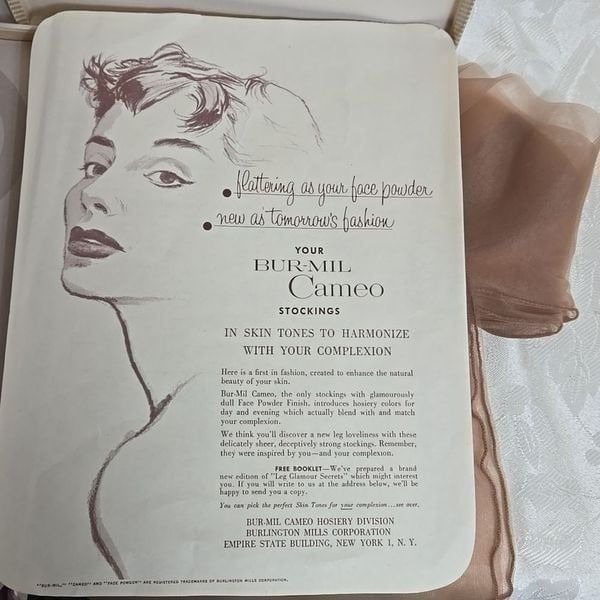 flattering as your face powder
new as tomorrow's fashion
YOUR
BUR-MIL
Cameo
STOCKINGS
IN SKIN TONES TO HARMONIZE
WITH YOUR COMPLEXION
Here is a first in fashion, created to enhance the natural
beauty of your skin.
Bur-Mil Cameo, the only stockings with glamourously
dull Face Powder Finish, introduces hosiery colors for
day and evening which actually blend with and match
your complexion.
We think you'll discover a new leg loveliness with these
delicately sheer, deceptively strong stockings. Remember,
they were inspired by you—and your complexon.
FREE BOOKLET—We've prepared a brand
new edition of "Leg Glamour Secrets" which might interest
you. If you will write to us at the address below, we'll be
happy to send you a copy.
You can pick the perfect Skin Tones for your complexion...see over.
BUR-MIL CAMEO HOSIERY DIVISION
BURLINGTON MILLS CORPORATION
EMPIRE STATE BUILDING, NEW YORK 1, N. Y.
"BUR-MIL," "CAMEO" AND "FACE POWDER" ARE REGISTERED TRADEMARKS OF BURLINGTON MILLS CORPORATION.